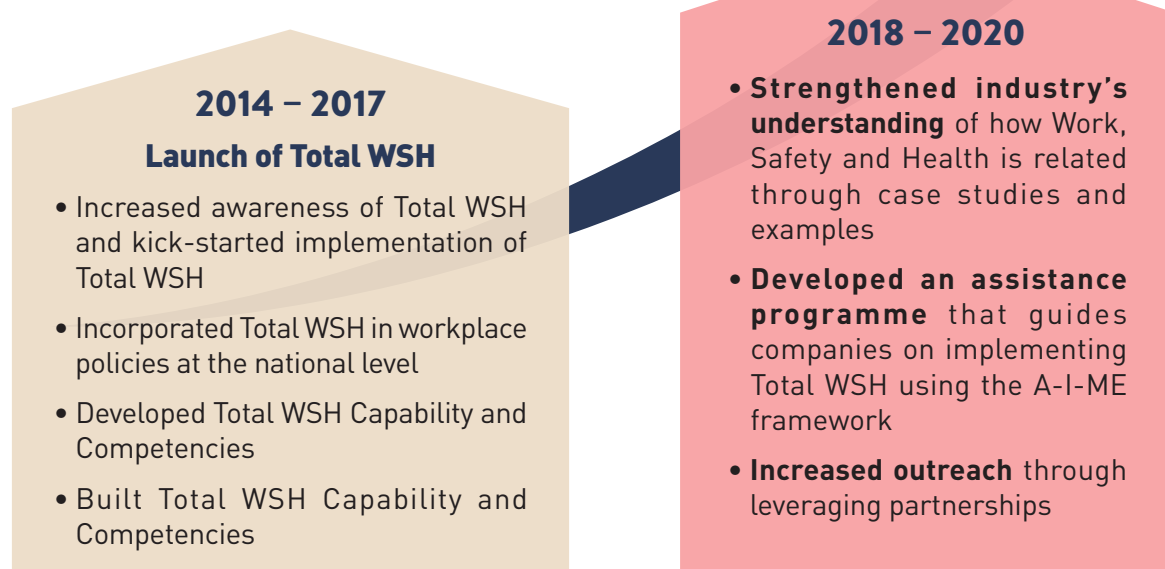 2014 – 2017
Launch of Total WSH
• Increased awareness of Total WSH
and kick-started implementation of
Total WSH
• Incorporated Total WSH in workplace
policies at the national level
• Developed Total WSH Capability and
Competencies
• Built Total WSH Capability and
Competencies
2018 – 2020
• Strengthened industry’s
understanding of how Work,
Safety and Health is related
through case studies and
examples
• Developed an assistance
programme that guides
companies on implementing
Total WSH using the A-I-ME
framework
• Increased outreach through
leveraging partnerships